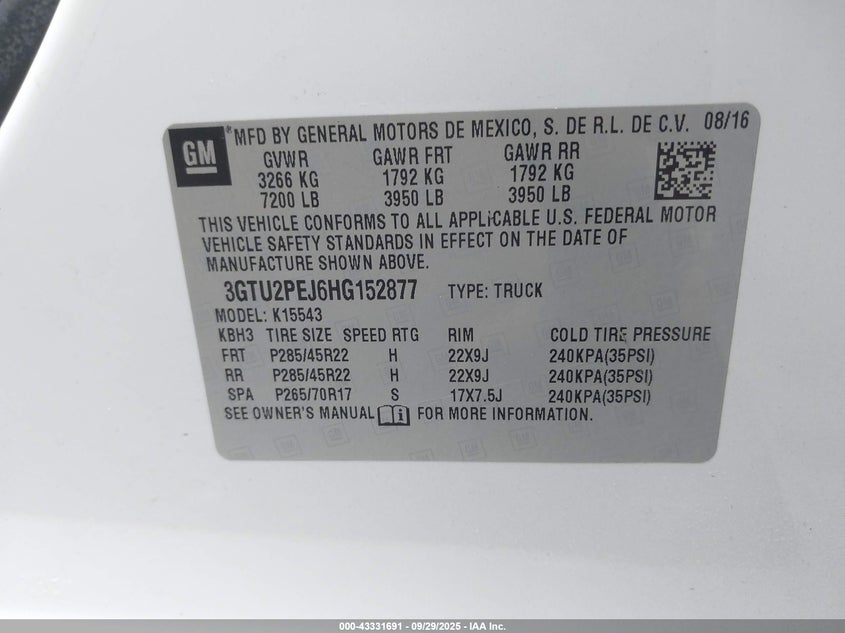 GM ® MFD BY GENERAL MOTORS DE MEXICO, S. DE R.L. DE C.V. 08/16
GVWR GAWR FRT GAWR RR
3266 KG 1792 KG 1792 KG
7200 LB 3950 LB 3950 LB
THIS VEHICLE CONFORMS TO ALL APPLICABLE U.S. FEDERAL MOTOR
VEHICLE SAFETY STANDARDS IN EFFECT ON THE DATE OF
MANUFACTURE SHOWN ABOVE.
3GTU2PEJ6HG152877 TYPE: TRUCK
MODEL: K15543
KBH3 TIRE SIZE SPEED RTG RIM COLD TIRE PRESSURE
FRT P285/45R22 H 22X9J 240KPA(35PSI)
RR P285/45R22 H 22X9J 240KPA(35PSI)
SPA P265/70R17 S 17X7.5J 240KPA(35PSI)
SEE OWNER'S MANUAL FOR MORE INFORMATION.
000-43331691 - 09/29/2025 - IAA Inc.